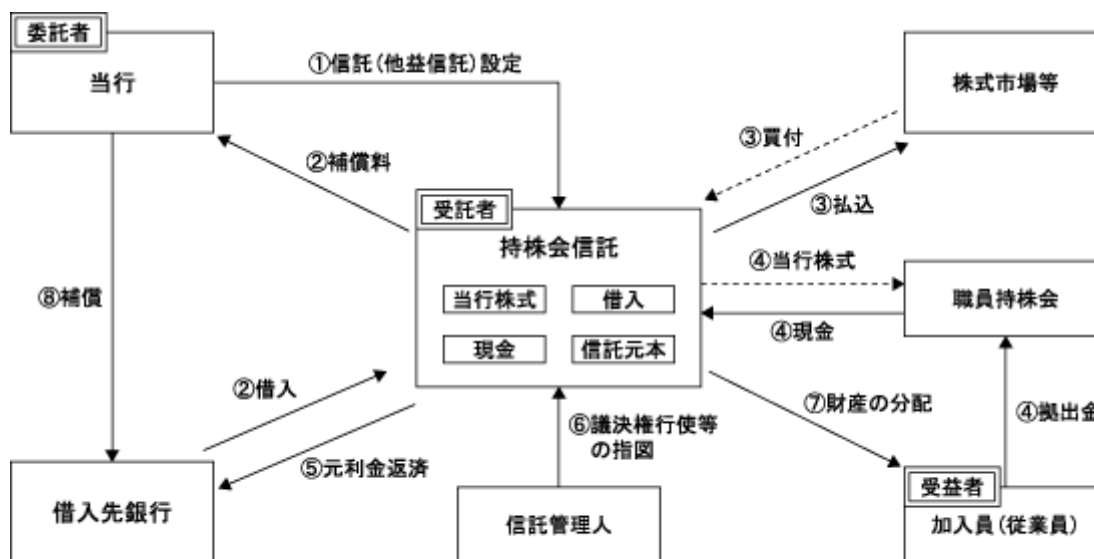 委託者
当行
①信託(他益信託)設定
株式市場等
③買付
②補償料
③払込
受託者
持株会信託
④当行株式
職員持株会
⑧補償
当行株式
借入
④現金
現金
信託元本
②借入
⑦財産の分配
④拠出金
⑥議決権行使等
の指図
⑤元利金返済
受益者
借入先銀行
信託管理人
加入員(従業員)